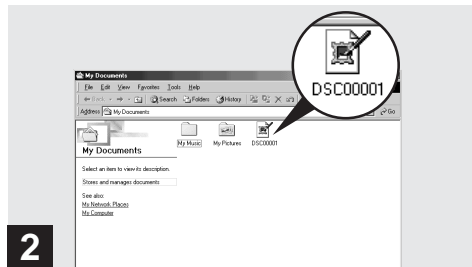 My Documents
File Edit View Favorites Tools Help
Back Search Folders History
Address My Documents Go
My Documents
My Music My Pictures DSC00001
Select an item to view its description.
Stores and manages documents
See also:
My Network Places
My Computer
DSC00001
2